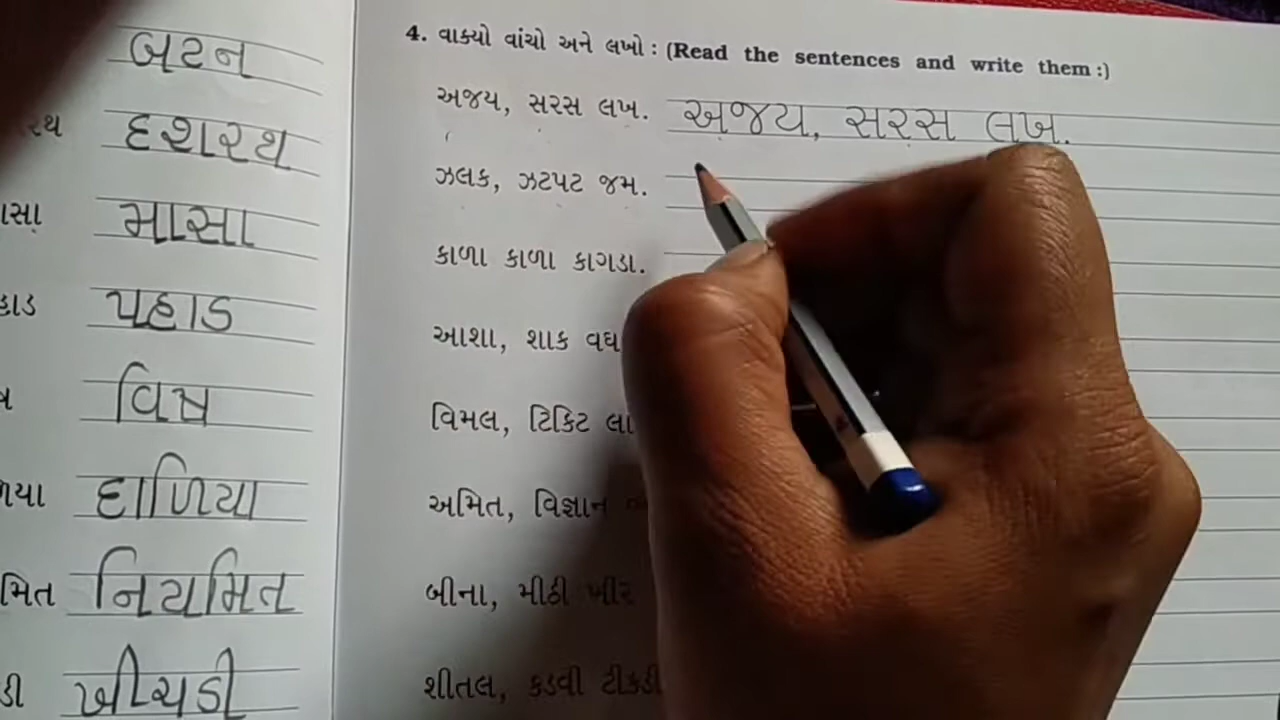 બટન
રથ દશરથ
માસા
પહાડ
વિષ
દાળિયા
મિત નિયમિત
ડી ખીચડી
4. વાક્યો વાંચો અને લખો : (Read the sentences and write them :)
અજય, સરસ લખ. અજય, સરસ લખ.
ઝલક, ઝટપટ જમ.
કાળા કાળા કાગડા.
આશા, શાક વઘ
વિમલ, ટિકિટ લા
અમિત, વિજ્ઞાન
બીના, મીઠી ખીર
શીતલ, કડવી ટીકડી